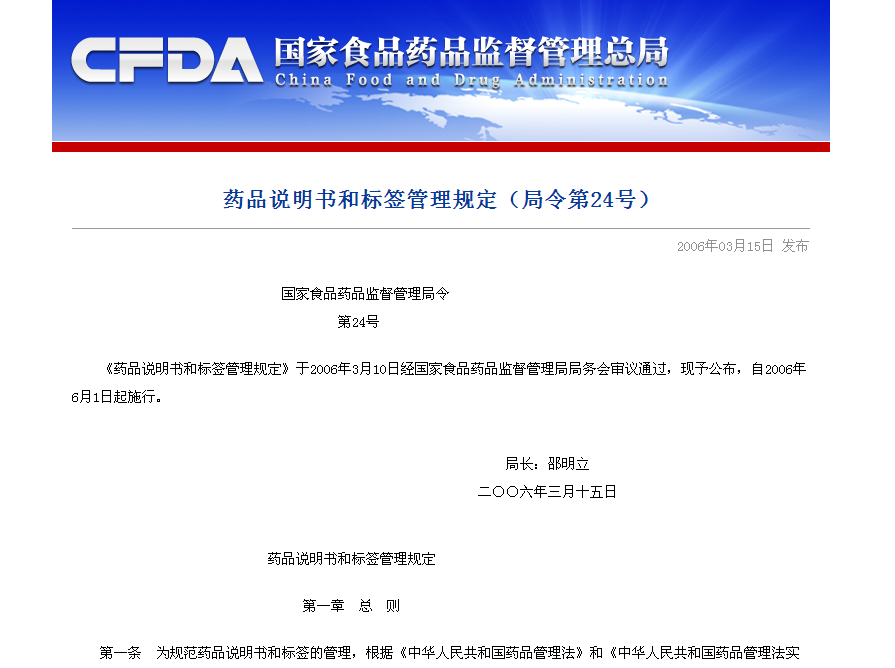 CFDA 国家食品药品监督管理总局
China Food and Drug Administration
药品说明书和标签管理规定（局令第24号）
2006年03月15日 发布
国家食品药品监督管理局令
第24号
《药品说明书和标签管理规定》于2006年3月10日经国家食品药品监督管理局局务会审议通过，现予公布，自2006年
6月1日起施行。
局长：邵明立
二〇〇六年三月十五日
药品说明书和标签管理规定
第一章　总　则
第一条　为规范药品说明书和标签的管理，根据《中华人民共和国药品管理法》和《中华人民共和国药品管理法实